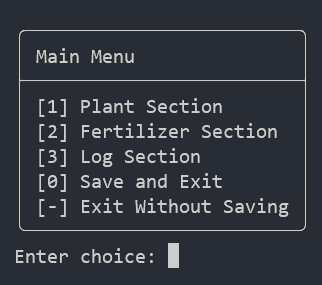 Main Menu
[1] Plant Section
[2] Fertilizer Section
[3] Log Section
[0] Save and Exit
[-] Exit Without Saving
Enter choice: